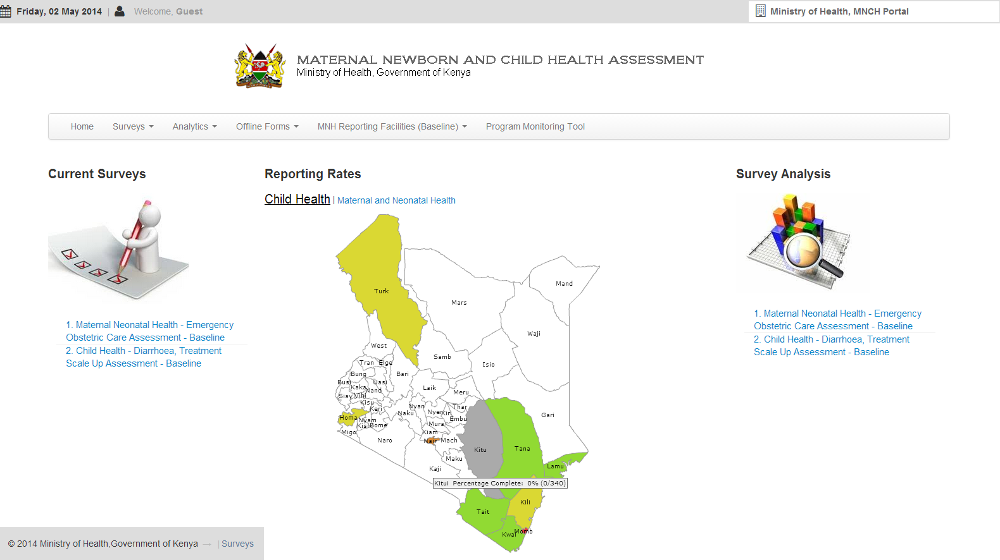 Friday, 02 May 2014 | Welcome, Guest
Ministry of Health, MNCH Portal
MATERNAL NEWBORN AND CHILD HEALTH ASSESSMENT
Ministry of Health, Government of Kenya
Home Surveys Analytics Offline Forms MNH Reporting Facilities (Baseline) Program Monitoring Tool
Current Surveys
1. Maternal Neonatal Health - Emergency
Obstetric Care Assessment - Baseline
2. Child Health - Diarrhoea, Treatment
Scale Up Assessment - Baseline
Reporting Rates
Child Health | Maternal and Neonatal Health
Mand
Turk
Mars
Waji
West
Samb
Isio
Tran Elge
Bung
Bari
Busi
Uasi
Kaka
Laik
Nand
Meru
Siay Vihi
Kisu
Nyan
Thar
Keri
Naku
Nyer
Kiri
Gari
Homa
Embu
Nyam
Mura
Kisi
Bome
Migo
Kiam
Naro
Nair
Mach
Kitu
Tana
Maku
Lamu
Kaji
Kitui Percentage Complete: 0% (0/340)
Kili
Tait
Momb
Kwal
Survey Analysis
1. Maternal Neonatal Health - Emergency
Obstetric Care Assessment - Baseline
2. Child Health - Diarrhoea, Treatment
Scale Up Assessment - Baseline
© 2014 Ministry of Health,Government of Kenya → | Surveys